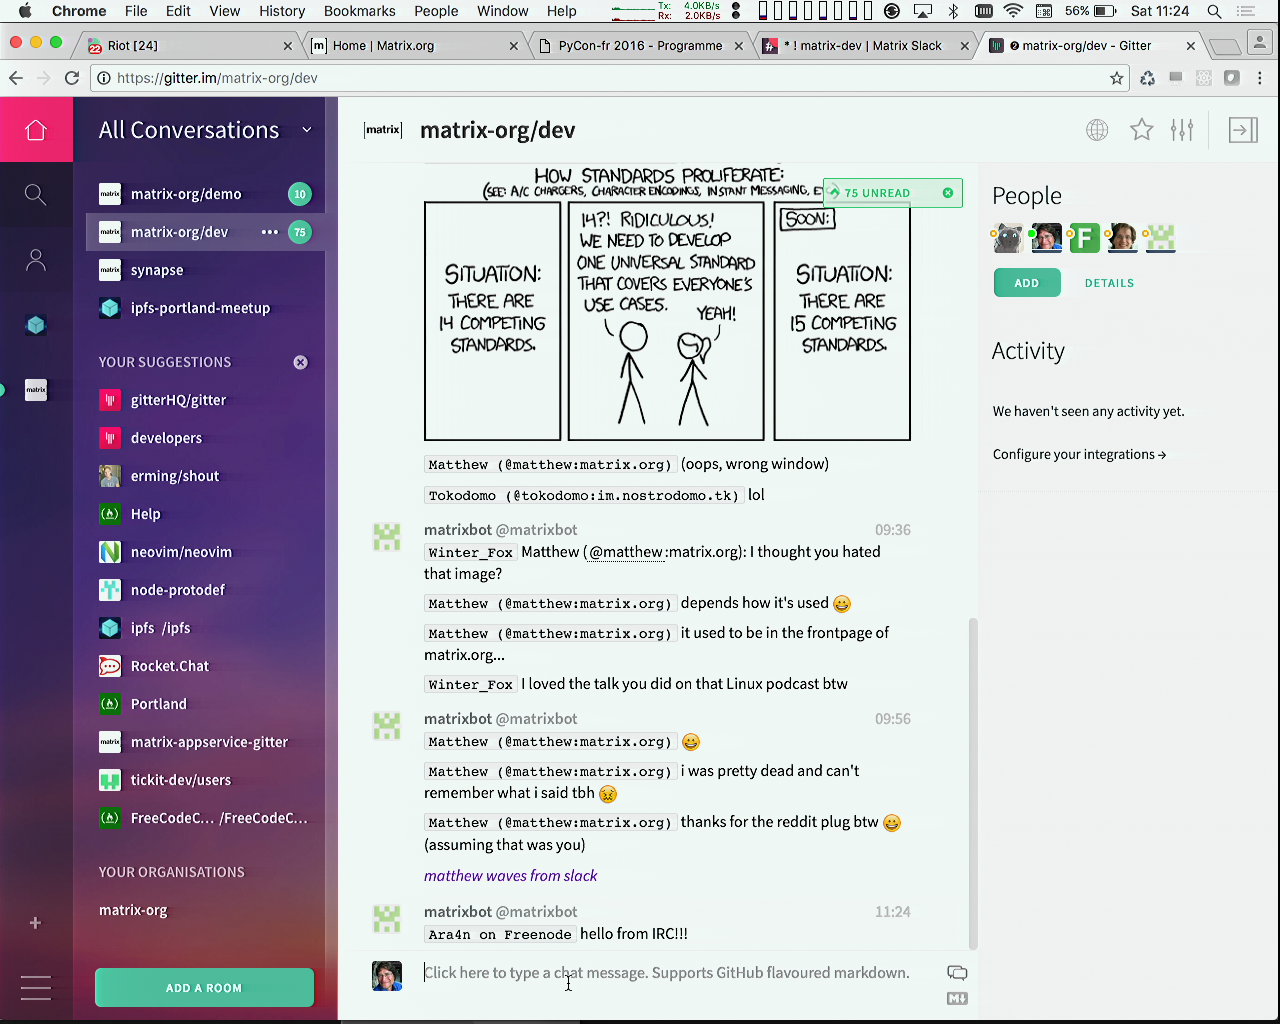 Chrome File Edit View History Bookmarks People Window Help Tx: 4.0KB/s Rx: 2.0KB/s 56% Sat 11:24
Riot [24]
Home | Matrix.org
PyCon-fr 2016 - Programme
* ! matrix-dev | Matrix Slack
matrix-org/dev - Gitter
https://gitter.im/matrix-org/dev
All Conversations
matrix-org/demo 10
matrix-org/dev ••• 75
synapse
ipfs-portland-meetup
YOUR SUGGESTIONS
gitterHQ/gitter
developers
erming/shout
Help
neovim/neovim
node-protodef
ipfs /ipfs
Rocket.Chat
Portland
matrix-appservice-gitter
tickit-dev/users
FreeCodeC... /FreeCodeC...
YOUR ORGANISATIONS
matrix-org
ADD A ROOM
[matrix] matrix-org/dev
HOW STANDARDS PROLIFERATE:
(SEE: A/C CHARGERS, CHARACTER ENCODINGS, INSTANT MESSAGING,
75 UNREAD
SITUATION:
THERE ARE
14 COMPETING
STANDARDS.
14?! RIDICULOUS!
WE NEED TO DEVELOP
ONE UNIVERSAL STANDARD
THAT COVERS EVERYONE'S
USE CASES.
YEAH!
SOON:
SITUATION:
THERE ARE
15 COMPETING
STANDARDS.
Matthew (@matthew:matrix.org) (oops, wrong window)
Tokodomo (@tokodomo:im.nostrodomo.tk) lol
matrixbot @matrixbot 09:36
Winter_Fox Matthew (@matthew:matrix.org): I thought you hated
that image?
Matthew (@matthew:matrix.org) depends how it's used 😀
Matthew (@matthew:matrix.org) it used to be in the frontpage of
matrix.org...
Winter_Fox I loved the talk you did on that Linux podcast btw
matrixbot @matrixbot 09:56
Matthew (@matthew:matrix.org) 😀
Matthew (@matthew:matrix.org) i was pretty dead and can't
remember what i said tbh 😖
Matthew (@matthew:matrix.org) thanks for the reddit plug btw 😀
(assuming that was you)
matthew waves from slack
matrixbot @matrixbot 11:24
Ara4n on Freenode hello from IRC!!!
Click here to type a chat message. Supports GitHub flavoured markdown.
People
ADD DETAILS
Activity
We haven't seen any activity yet.
Configure your integrations →